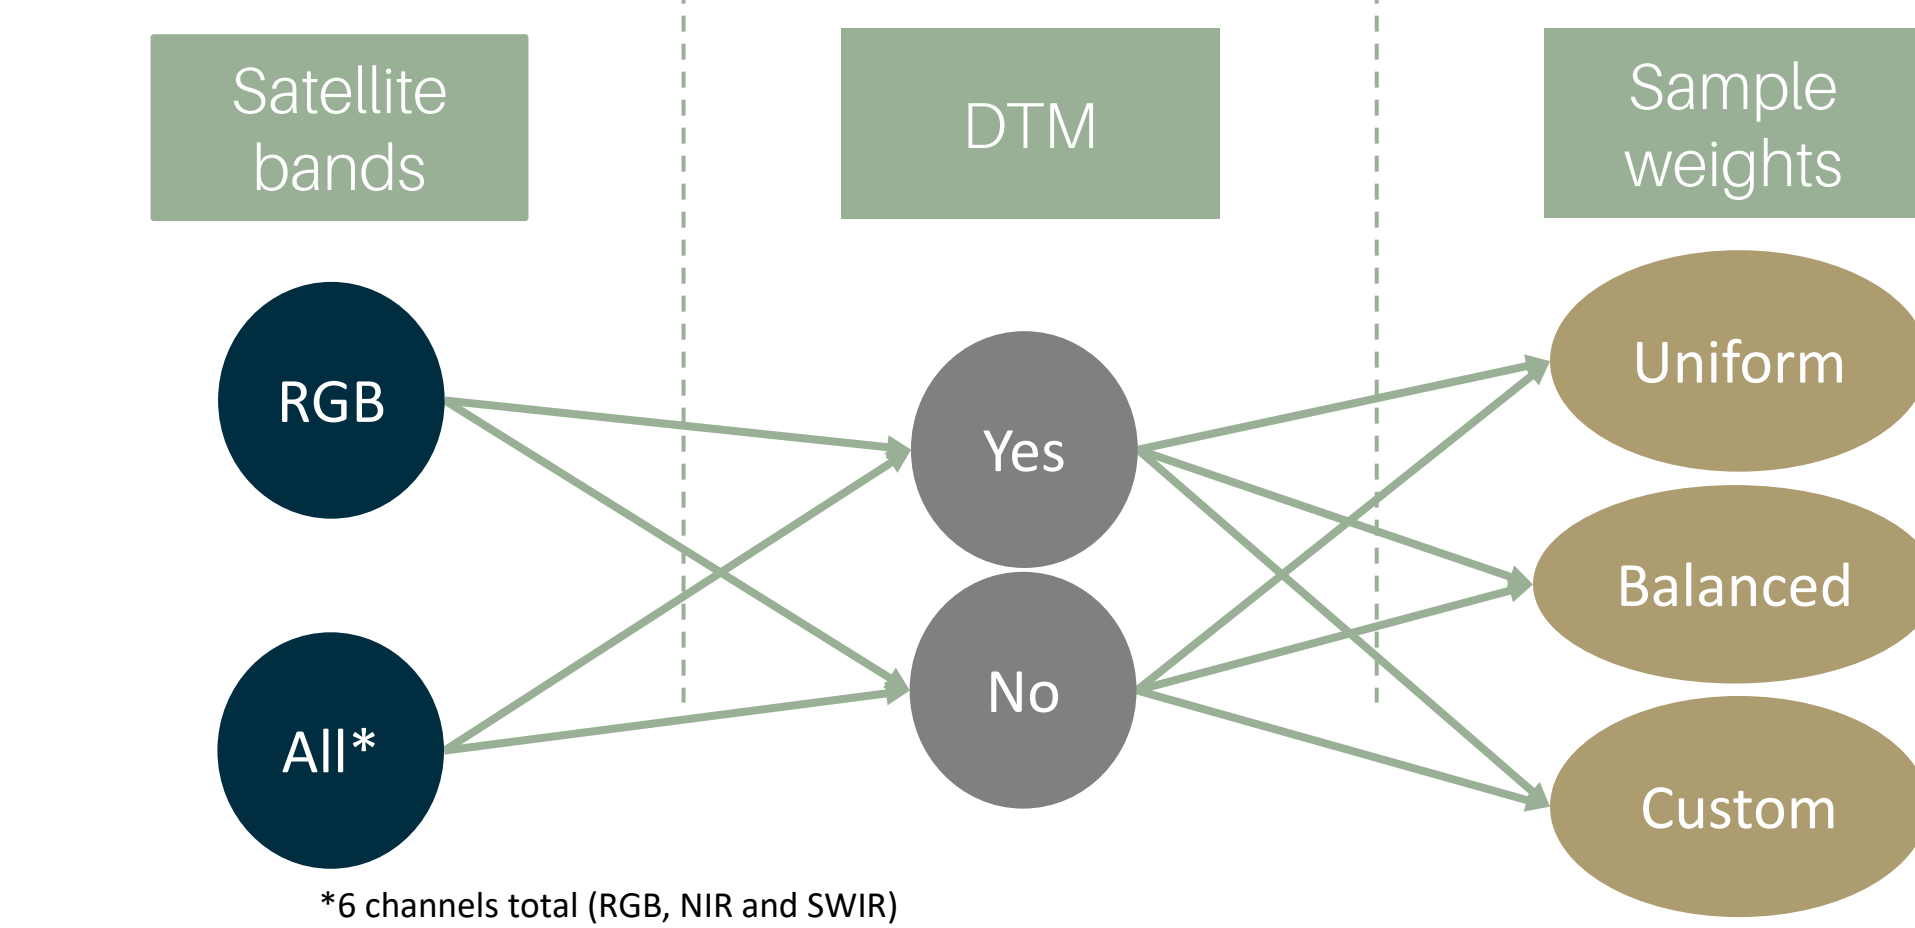 Satellite
bands
DTM
Sample
weights
RGB
All*
Yes
No
Uniform
Balanced
Custom
*6 channels total (RGB, NIR and SWIR)